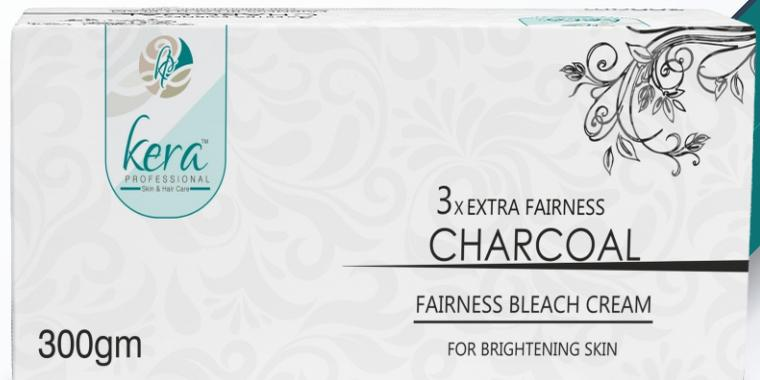 kera™
PROFESSIONAL
Skin & Hair Care
3x EXTRA FAIRNESS
CHARCOAL
FAIRNESS BLEACH CREAM
FOR BRIGHTENING SKIN
300gm